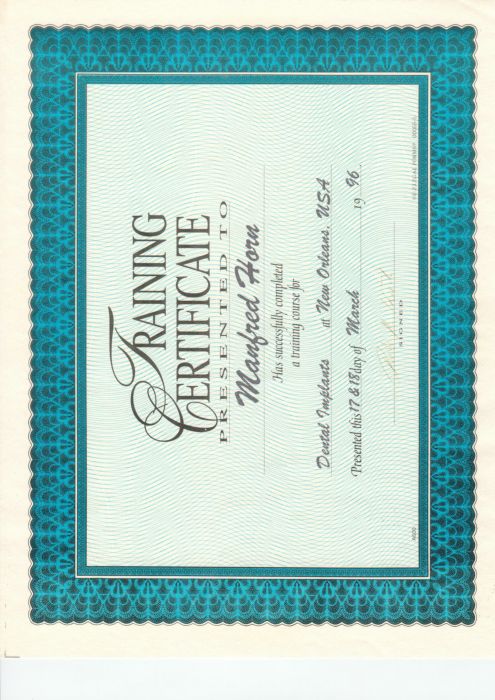 TRAINING
CERTIFICATE
PRESENTED TO
Manfred Horn
Has successfully completed
a training course for
Dental Implants at New Orleans, USA
Presented this 17 & 18 day of March 19 96
SIGNED